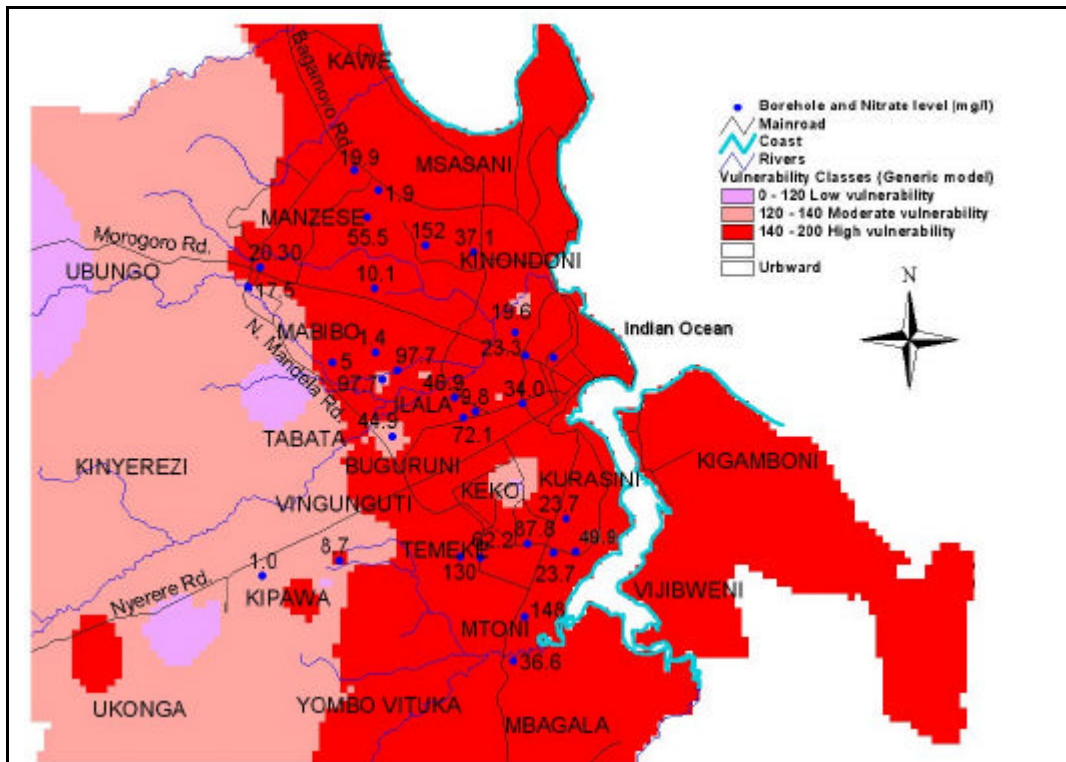 KAWE
Bagamoyo Rd.
MSASANI
19.9
1.9
MANZESE
55.5
152
37.1
KINONDONI
Morogoro Rd.
20.30
UBUNGO
17.5
10.1
19.6
MABIBO
1.4
23.3
Indian Ocean
5
97.7
97.7
N. Mangela Rd.
46.9
9.8
34.0
ILALA
44.9
72.1
TABATA
BUGURUNI
KINYEREZI
KEKO
KURASINI
KIGAMBONI
VINGUNGUTI
23.7
87.8
62.2
49.9
TEMEKE
8.7
130
23.7
1.0
Nyerere Rd.
KIPAWA
VIJIBWENI
148
MTONI
36.6
UKONGA
YOMBO VITUKA
MBAGALA
Borehole and Nitrate level (mg/l)
Mainroad
Coast
Rivers
Vulnerability Classes (Generic model)
0 - 120 Low vulnerability
120 - 140 Moderate vulnerability
140 - 200 High vulnerability
Urbward
N